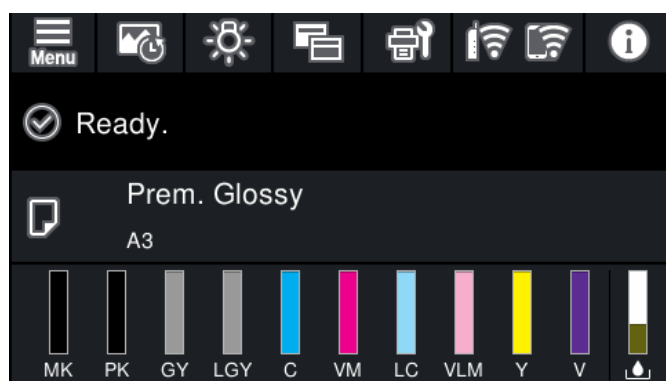 Menu
Ready.
Prem. Glossy
A3
MK PK GY LGY C VM LC VLM Y V